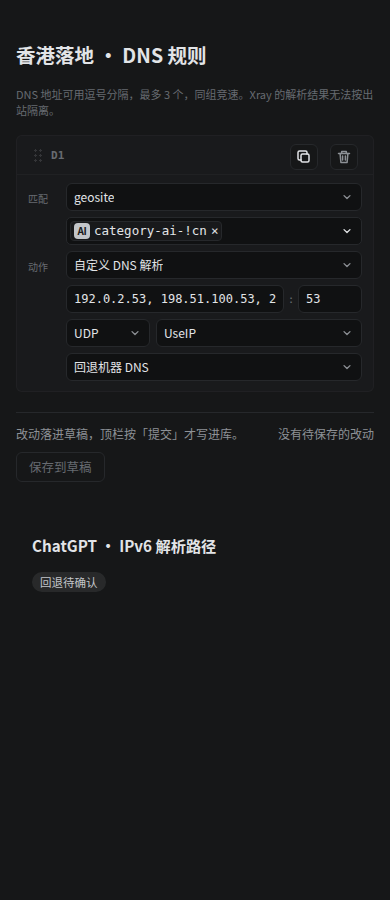 香港落地 · DNS 规则
DNS 地址可用逗号分隔，最多 3 个，同组竞速。Xray 的解析结果无法按出
站隔离。
D1
匹配
geosite
AI category-ai-!cn ×
动作
自定义 DNS 解析
192.0.2.53, 198.51.100.53, 2 : 53
UDP UseIP
回退机器 DNS
改动落进草稿，顶栏按「提交」才写进库。 没有待保存的改动
保存到草稿
ChatGPT · IPv6 解析路径
回退待确认